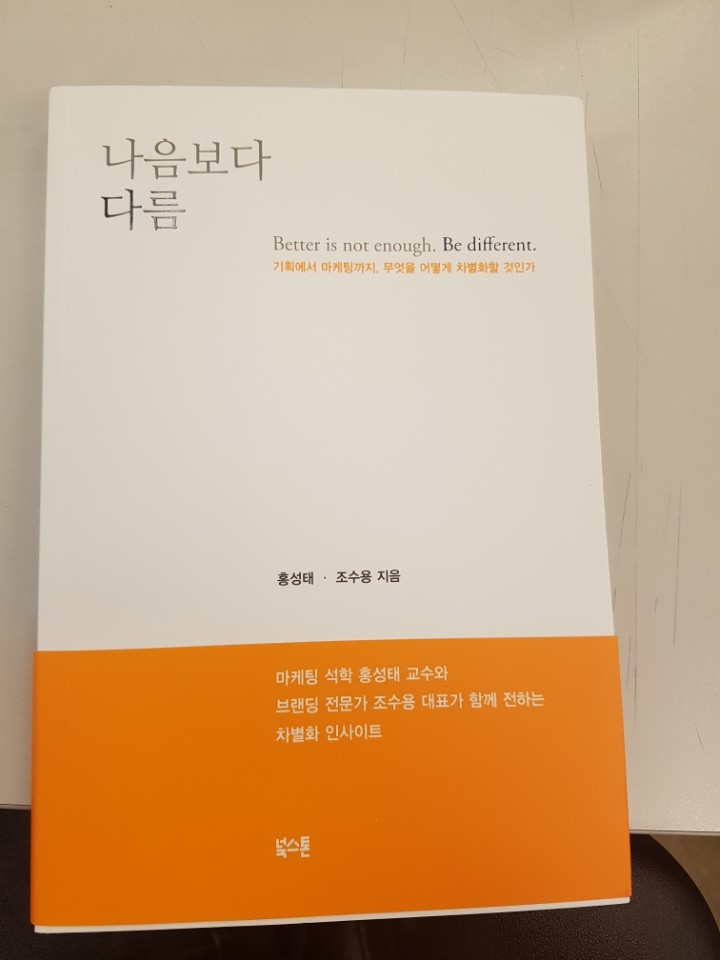 나음보다
다름
Better is not enough. Be different.
기획에서 마케팅까지, 무엇을 어떻게 차별화할 것인가
홍성태 · 조수용 지음
마케팅 석학 홍성태 교수와
브랜딩 전문가 조수용 대표가 함께 전하는
차별화 인사이트
북스톤